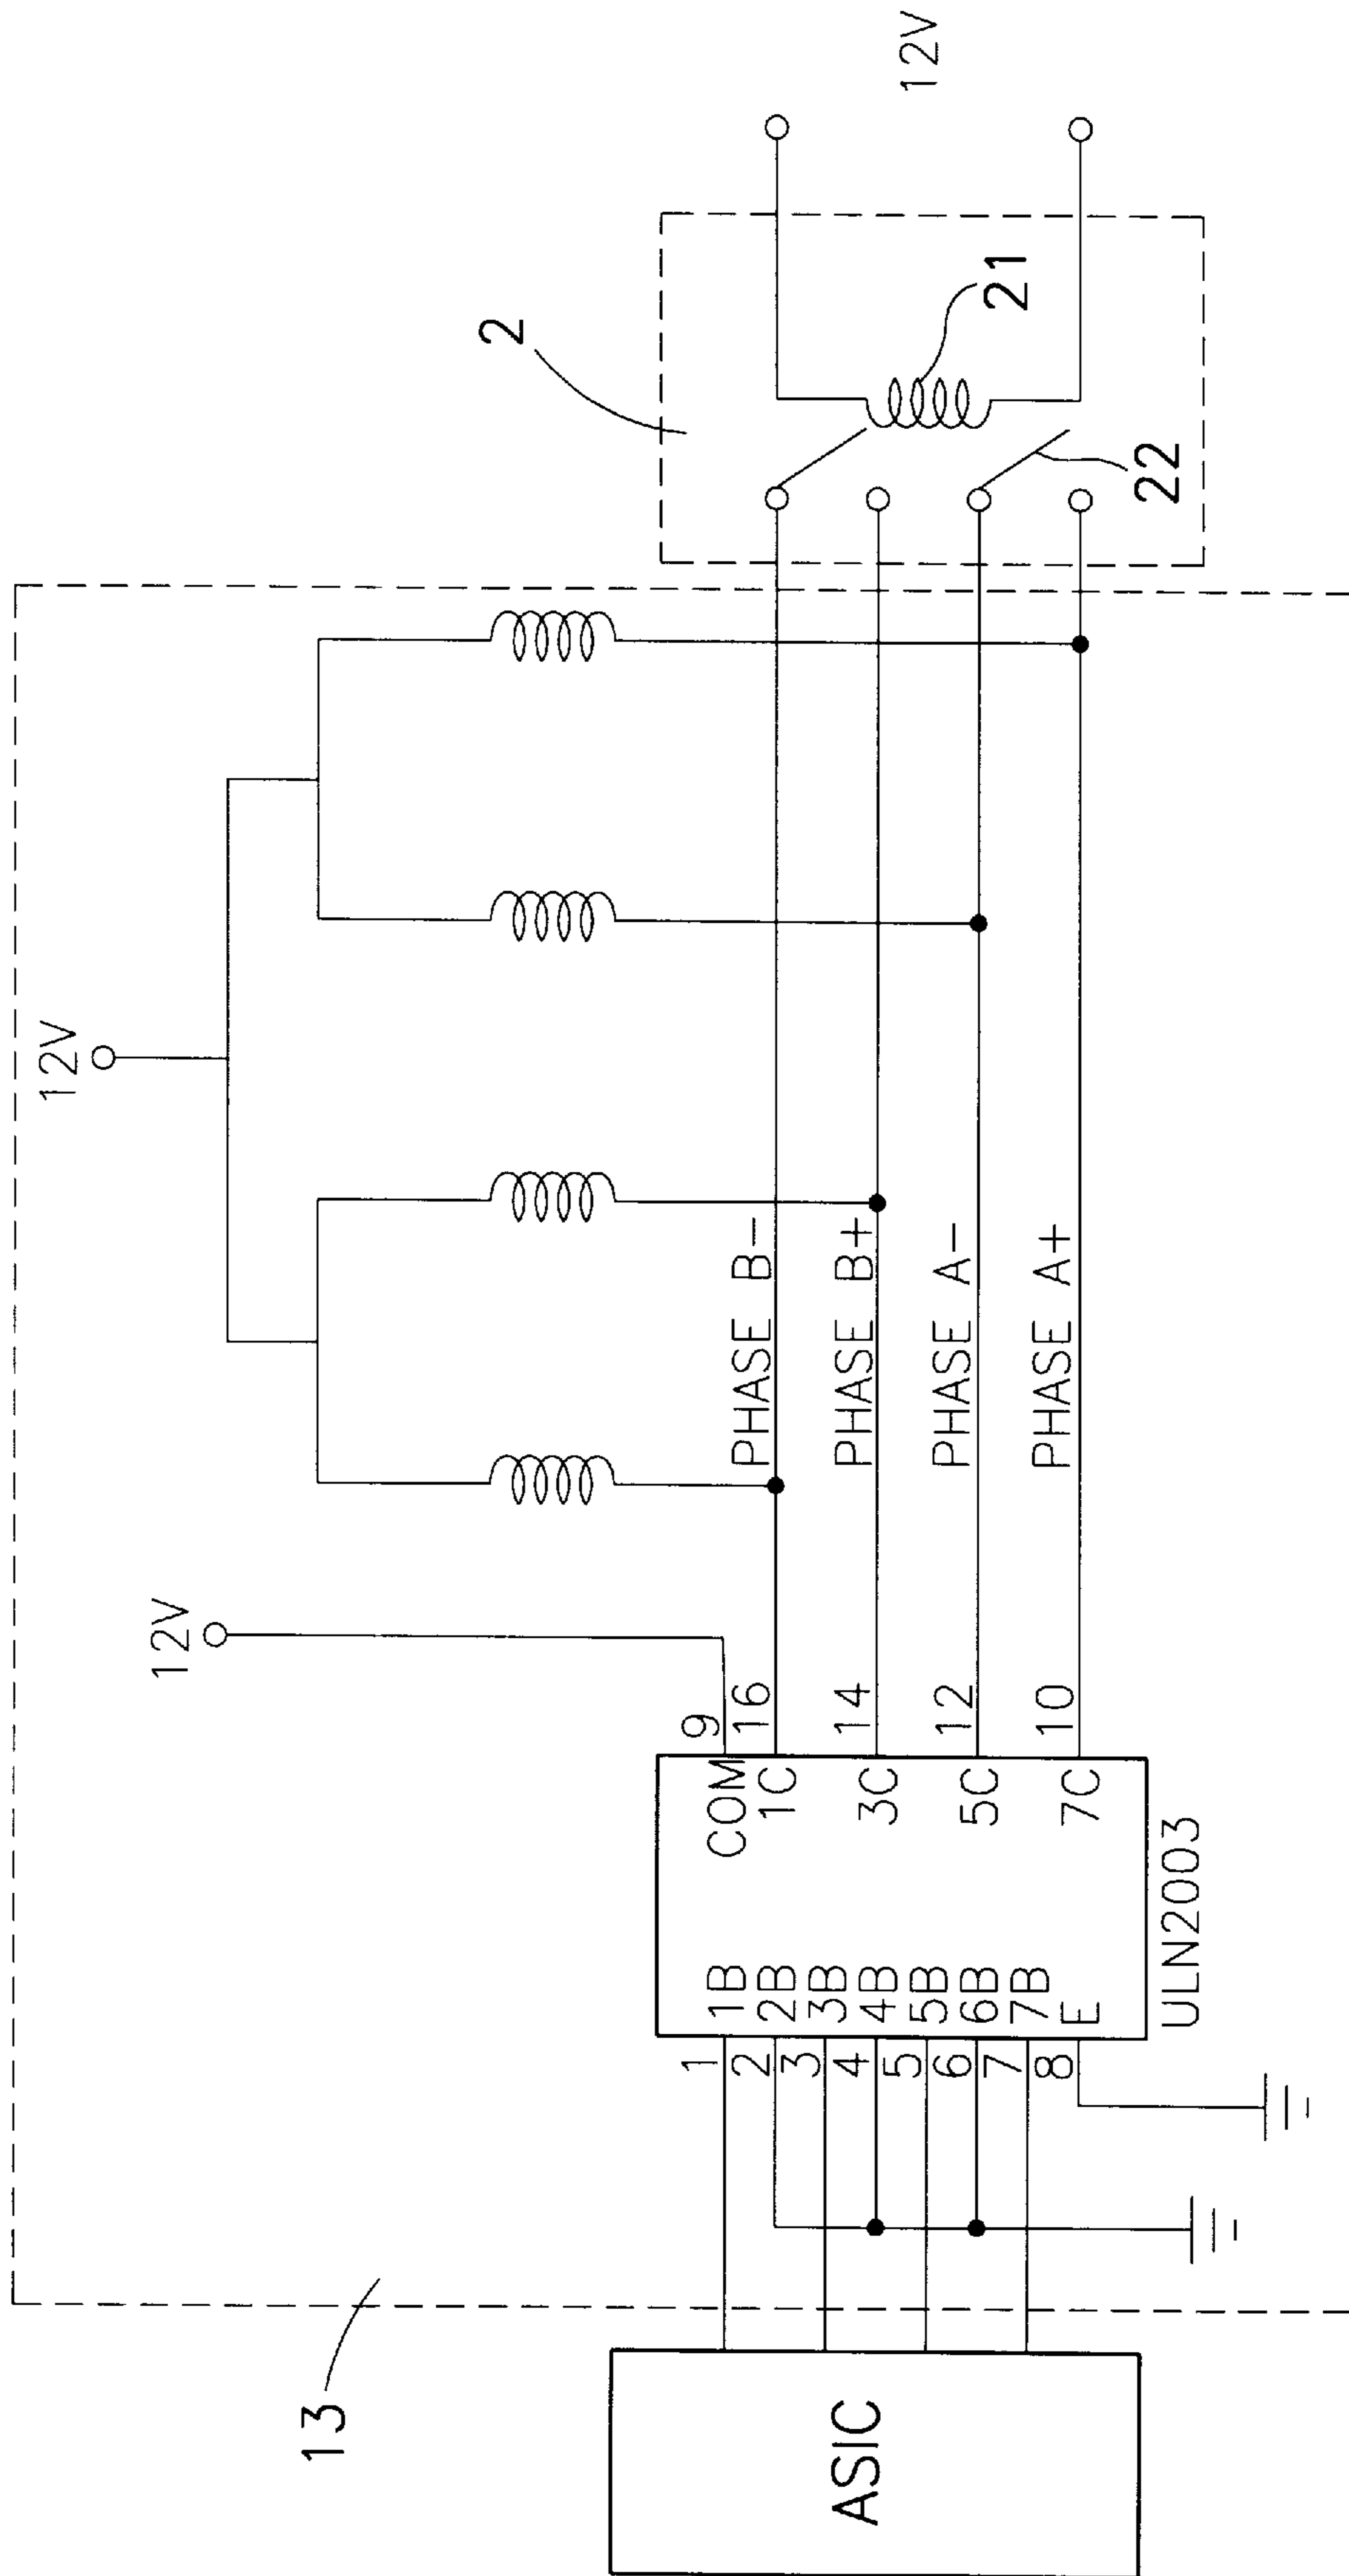 12V
12V
12V
2
21
22
13
PHASE B-
PHASE B+
PHASE A-
PHASE A+
9
16
14
12
10
COM
1C
3C
5C
7C
1B
2B
3B
4B
5B
6B
7B
E
1
2
3
4
5
6
7
8
ULN2003
ASIC